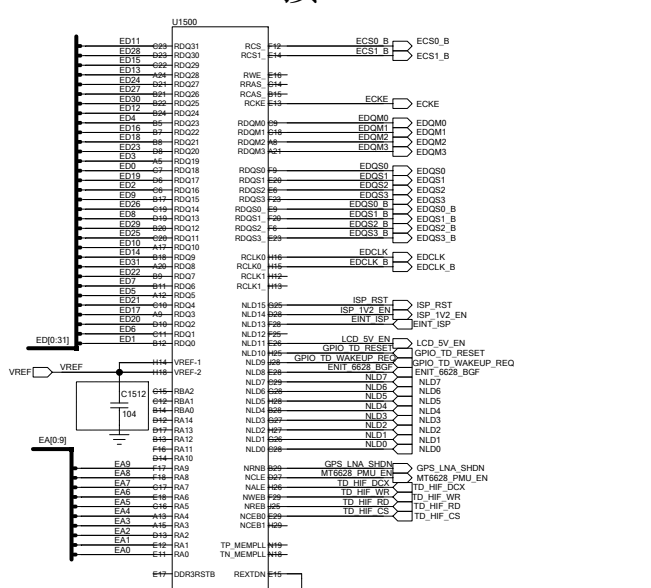 U1500
ED11 C23 RDQ31 RCS_ F12 ECS0_B ECS0_B
ED28 D23 RDQ30 RCS1_ E14 ECS1_B ECS1_B
ED15 C22 RDQ29
ED13 A24 RDQ28 RWE_ E16
ED24 D21 RDQ27 RRAS_ C14
ED27 B21 RDQ26 RCAS_ B15
ED30 B22 RDQ25 RCKE E13 ECKE ECKE
ED12 B24 RDQ24
ED4 B6 RDQ23 RDQM0 C9 EDQM0 EDQM0
ED16 B7 RDQ22 RDQM1 C18 EDQM1 EDQM1
ED18 B8 RDQ21 RDQM2 A8 EDQM2 EDQM2
ED23 D8 RDQ20 RDQM3 A21 EDQM3 EDQM3
ED3 A5 RDQ19
ED0 C7 RDQ18 RDQS0 F9 EDQS0 EDQS0
ED19 D6 RDQ17 RDQS1 E20 EDQS1 EDQS1
ED2 C6 RDQ16 RDQS2 E6 EDQS2 EDQS2
ED9 B17 RDQ15 RDQS3 F23 EDQS3 EDQS3
ED26 C19 RDQ14 RDQS0_ E9 EDQS0_B EDQS0_B
ED8 D19 RDQ13 RDQS1_ F20 EDQS1_B EDQS1_B
ED29 B20 RDQ12 RDQS2_ F6 EDQS2_B EDQS2_B
ED25 C20 RDQ11 RDQS3_ E23 EDQS3_B EDQS3_B
ED10 A17 RDQ10
ED14 B18 RDQ9 RCLK0 H16 EDCLK EDCLK
ED31 A20 RDQ8 RCLK0_ H15 EDCLK_B EDCLK_B
ED22 B9 RDQ7 RCLK1 H12
ED7 B11 RDQ6 RCLK1_ H13
ED5 A12 RDQ5
ED21 C10 RDQ4 NLD15 G25 ISP_RST ISP_RST
ED17 A9 RDQ3 NLD14 D28 ISP_1V2_EN ISP_1V2_EN
ED20 D10 RDQ2 NLD13 F28 EINT_ISP EINT_ISP
ED6 C11 RDQ1 NLD12 F25
ED[0:31] ED1 B12 RDQ0 NLD11 E26 LCD_5V_EN LCD_5V_EN
NLD10 H25 GPIO_TD_RESET GPIO_TD_RESET
H14 VREF-1 NLD9 J28 GPIO_TD_WAKEUP_REQ GPIO_TD_WAKEUP_REQ
VREF VREF H18 VREF-2 NLD8 E28 ENIT_6628_BGF ENIT_6628_BGF
NLD7 C29 NLD7 NLD7
C1512 C15 RBA2 NLD6 G28 NLD6 NLD6
C12 RBA1 NLD5 H28 NLD5 NLD5
104 B14 RBA0 NLD4 B28 NLD4 NLD4
D12 RA14 NLD3 G27 NLD3 NLD3
D17 RA13 NLD2 H27 NLD2 NLD2
B13 RA12 NLD1 G26 NLD1 NLD1
F16 RA11 NLD0 C28 NLD0 NLD0
EA[0:9] D14 RA10
EA9 F17 RA9 NRNB B29 GPS_LNA_SHDN GPS_LNA_SHDN
EA8 F18 RA8 NCLE D27 MT6628_PMU_EN MT6628_PMU_EN
EA7 C17 RA7 NALE H26 TD_HIF_DCX TD_HIF_DCX
EA6 E18 RA6 NWEB F29 TD_HIF_WR TD_HIF_WR
EA5 C16 RA5 NREB J25 TD_HIF_RD TD_HIF_RD
EA4 A13 RA4 NCEB0 E29 TD_HIF_CS TD_HIF_CS
EA3 A15 RA3 NCEB1 H29
EA2 D13 RA2
EA1 E12 RA1 TP_MEMPLL N19
EA0 E11 RA0 TN_MEMPLL N18
E17 DDR3RSTB REXTDN E15